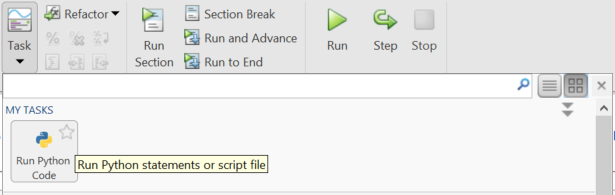 Task
Refactor
Run
Section
Section Break
Run and Advance
Run to End
Run
Step
Stop
MY TASKS
Run Python
Code
Run Python statements or script file